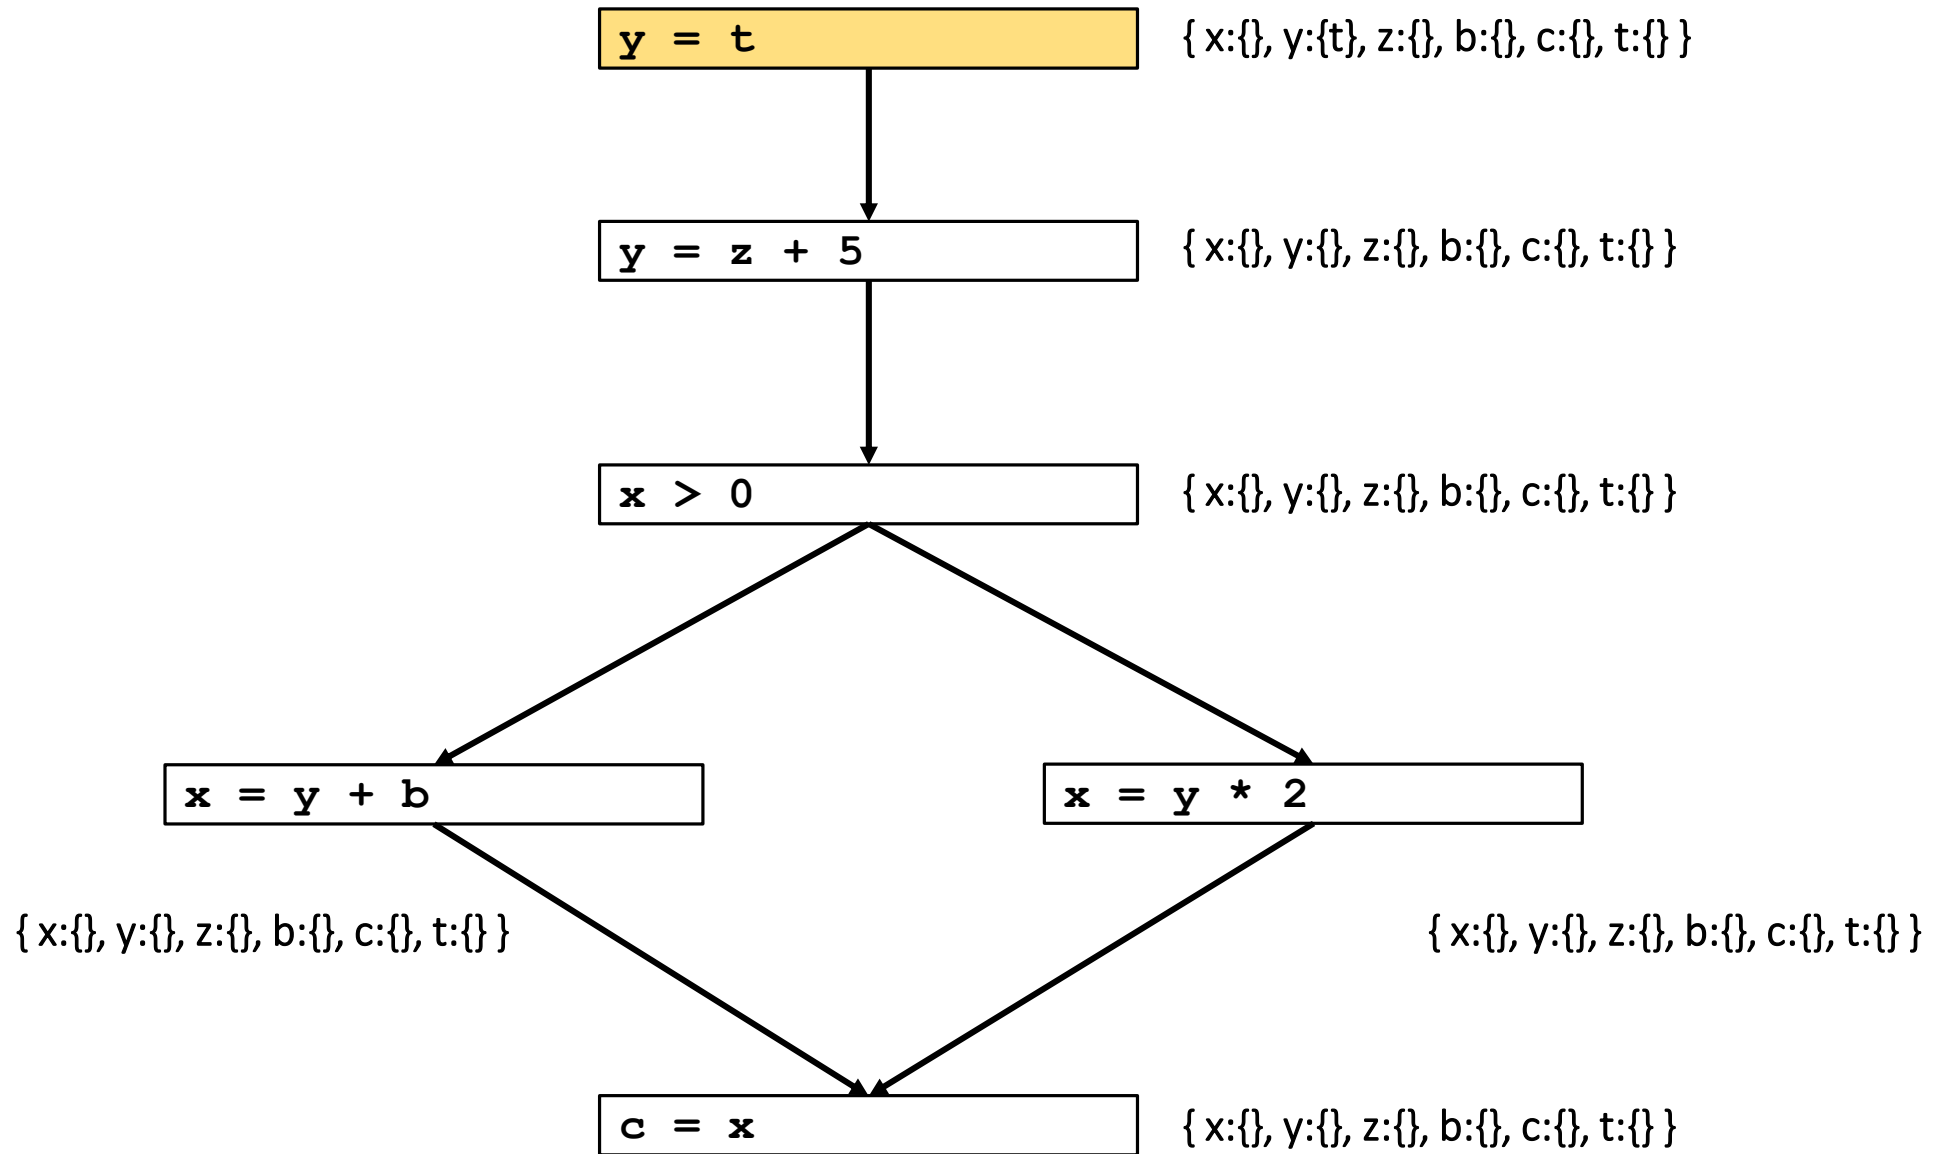 y = t
{ x:{}, y:{t}, z:{}, b:{}, c:{}, t:{} }
y = z + 5
{ x:{}, y:{}, z:{}, b:{}, c:{}, t:{} }
x > 0
{ x:{}, y:{}, z:{}, b:{}, c:{}, t:{} }
x = y + b
x = y * 2
{ x:{}, y:{}, z:{}, b:{}, c:{}, t:{} }
{ x:{}, y:{}, z:{}, b:{}, c:{}, t:{} }
c = x
{ x:{}, y:{}, z:{}, b:{}, c:{}, t:{} }